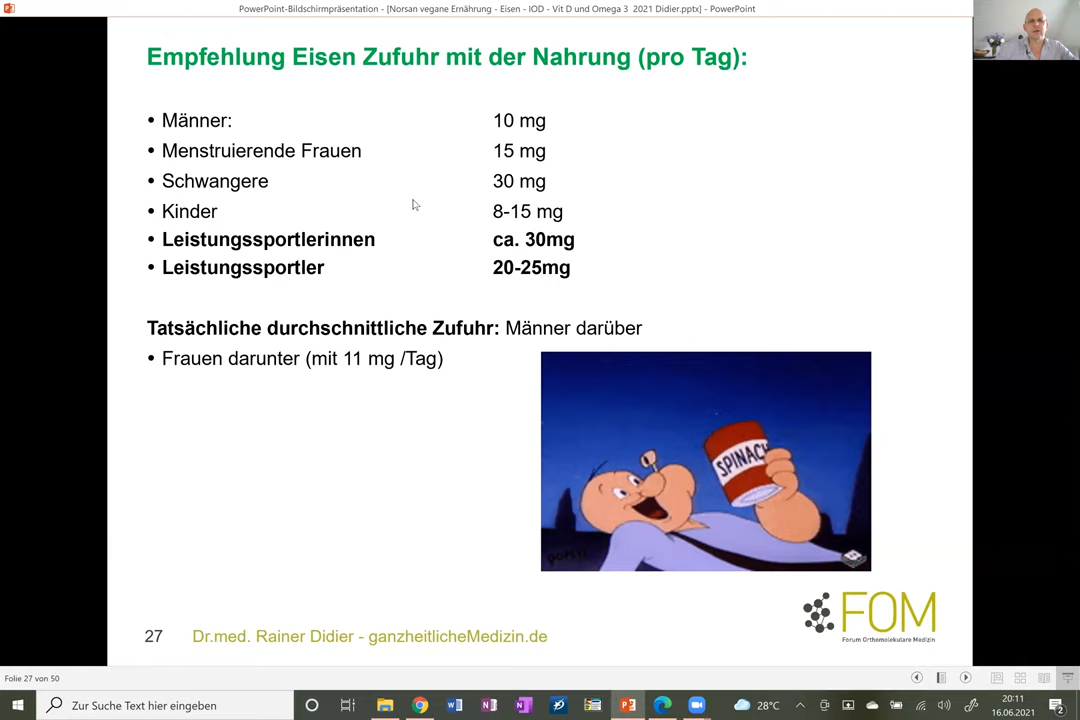 PowerPoint-Bildschirmpräsentation - [Norsan vegane Ernährung - Eisen - IOD - Vit D und Omega 3 2021 Didier.pptx] - PowerPoint
Empfehlung Eisen Zufuhr mit der Nahrung (pro Tag):
• Männer: 10 mg
• Menstruierende Frauen 15 mg
• Schwangere 30 mg
• Kinder 8-15 mg
• Leistungssportlerinnen ca. 30mg
• Leistungssportler 20-25mg
Tatsächliche durchschnittliche Zufuhr: Männer darüber
• Frauen darunter (mit 11 mg /Tag)
SPINACH
POPEYE
FOM
Forum Orthomolekulare Medizin
27 Dr.med. Rainer Didier - ganzheitlicheMedizin.de
Folie 27 von 50
Zur Suche Text hier eingeben
28°C
20:11
16.06.2021
2